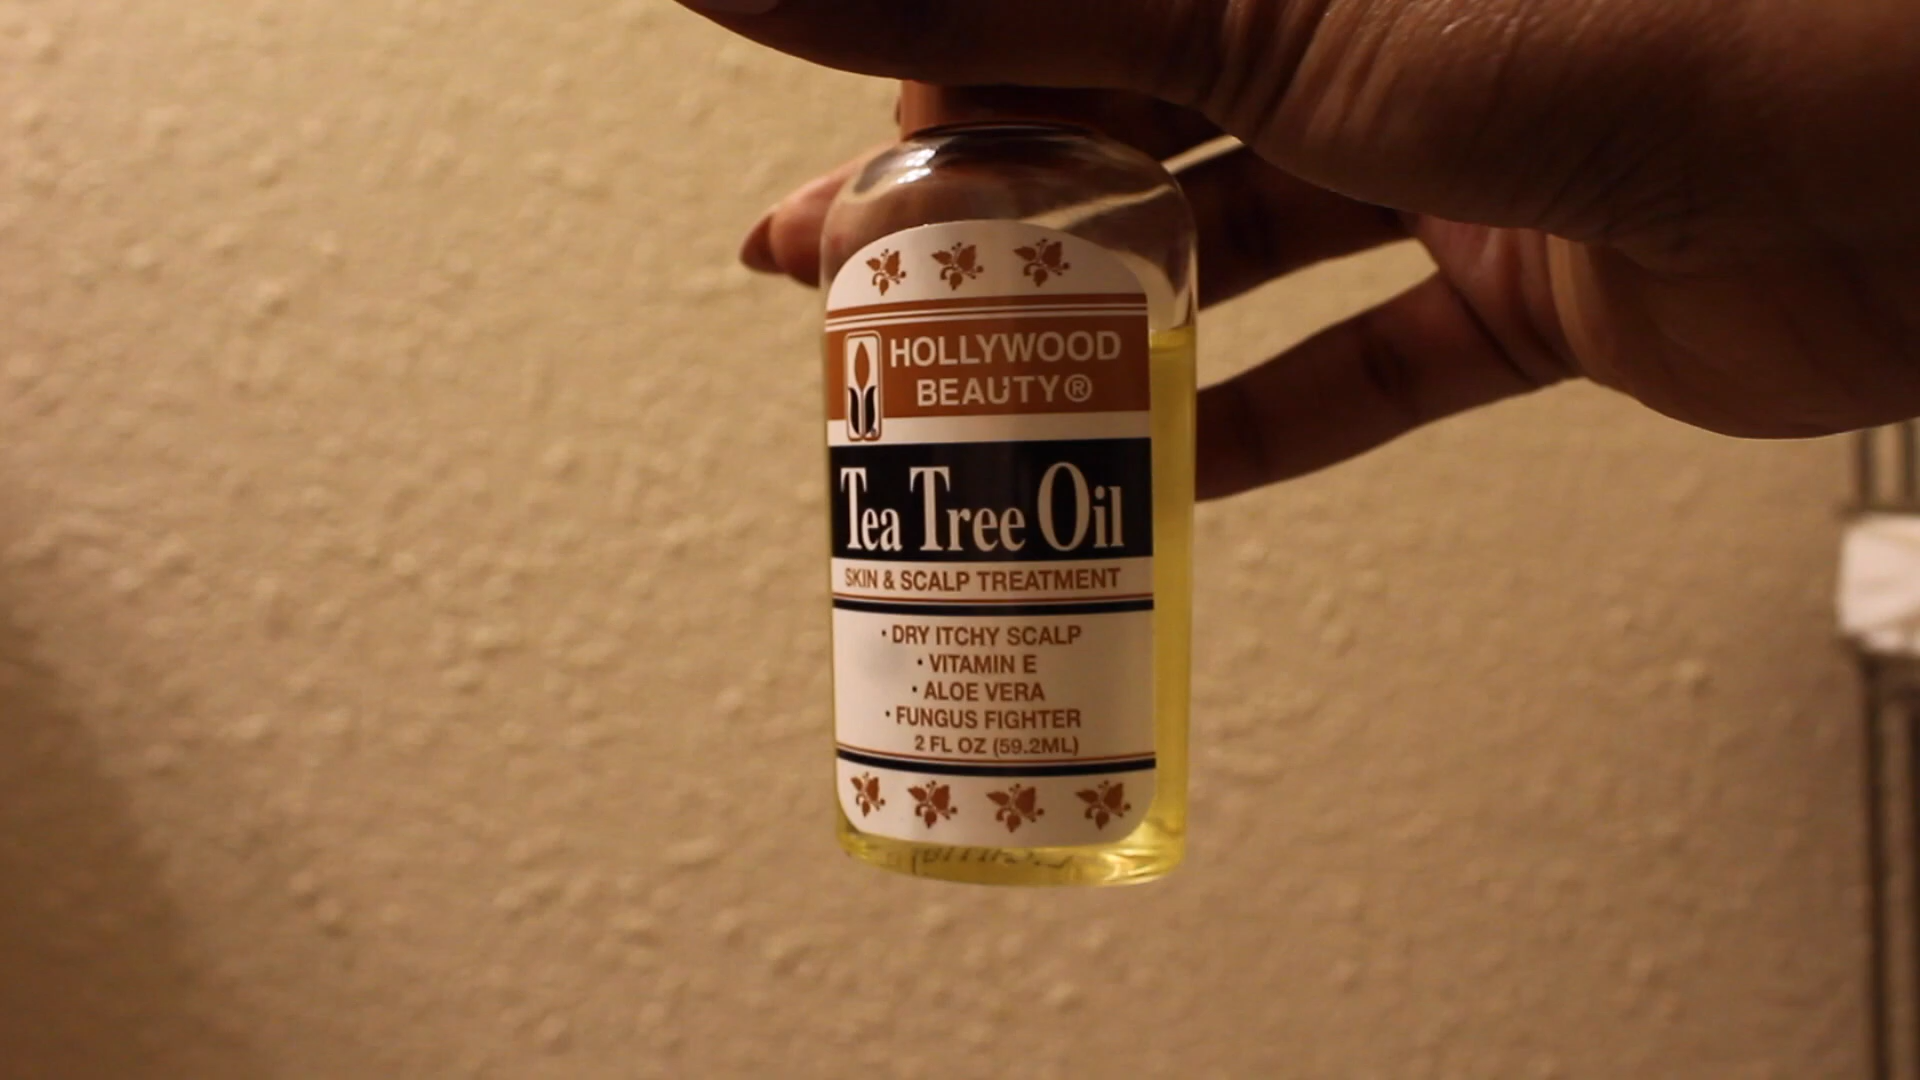 HOLLYWOOD
BEAUTY®
Tea Tree Oil
SKIN & SCALP TREATMENT
• DRY ITCHY SCALP
• VITAMIN E
• ALOE VERA
• FUNGUS FIGHTER
2 FL OZ (59.2ML)